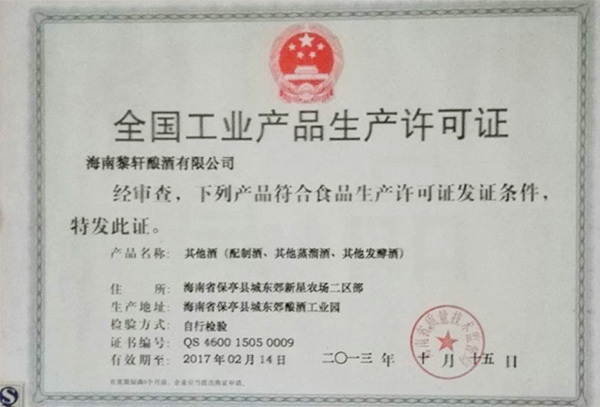 全国工业产品生产许可证
海南黎轩酿酒有限公司
经审查，下列产品符合食品生产许可证发证条件，
特发此证。
产品名称： 其他酒（配制酒、其他蒸馏酒、其他发酵酒）
住 所： 海南省保亭县城东郊新星农场二区部
生产地址： 海南省保亭县城东郊酿酒工业园
检验方式： 自行检验
证书编号： QS 4600 1505 0009
有效期至： 2017年02月14日 二〇一三年 十月 十五日